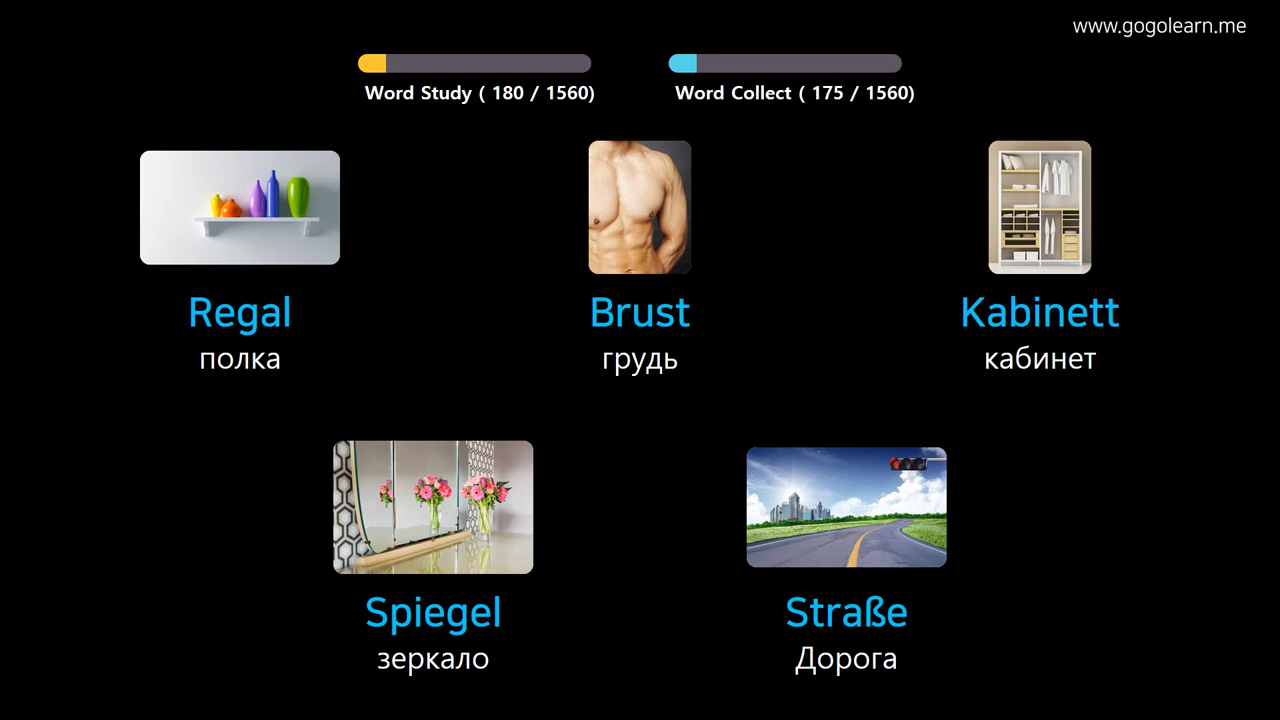 www.gogolearn.me
Word Study ( 180 / 1560)
Word Collect ( 175 / 1560)
Regal
полка
Brust
грудь
Kabinett
кабинет
Spiegel
зеркало
Straße
Дорога